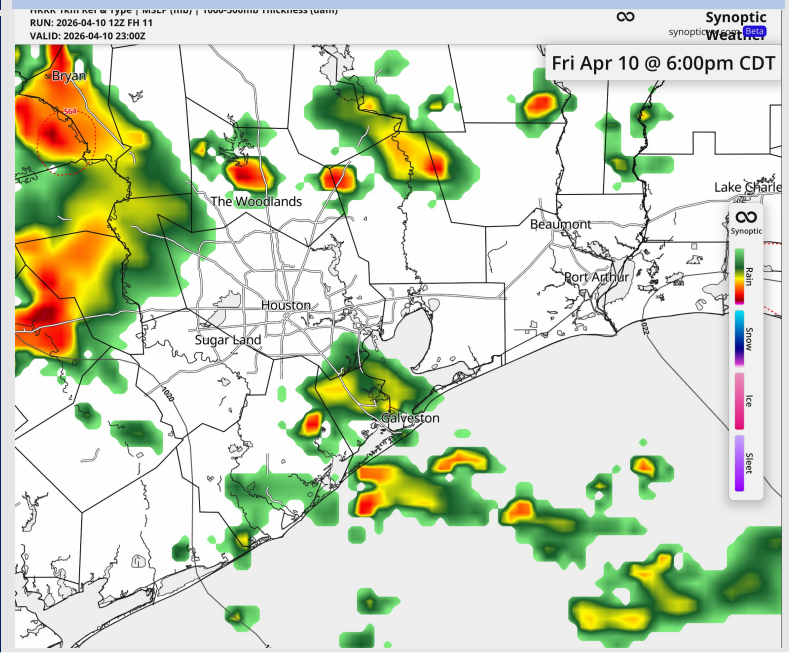 HRRR 1km Ref & Type | MSLP (mb) | 1000-500mb Thickness (dam)
RUN: 2026-04-10 12Z FH 11
VALID: 2026-04-10 23:00Z
Synoptic
Weather
Beta
Fri Apr 10 @ 6:00pm CDT
Bryan
564
The Woodlands
Lake Charle
Beaumont
Synoptic
Port Arthur
Rain
Houston
Snow
Sugar Land
1022
1020
Ice
Galveston
Sleet